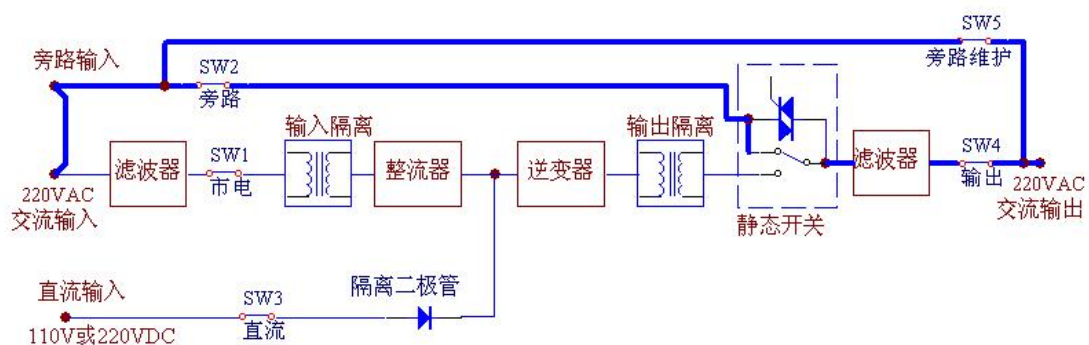 SW5
旁路维护
旁路输入
SW2
旁路
输入隔离
输出隔离
滤波器
SW1
市电
整流器
逆变器
滤波器
SW4
输出
220VAC
交流输入
220VAC
交流输出
静态开关
直流输入
SW3
直流
隔离二极管
110V或220VDC